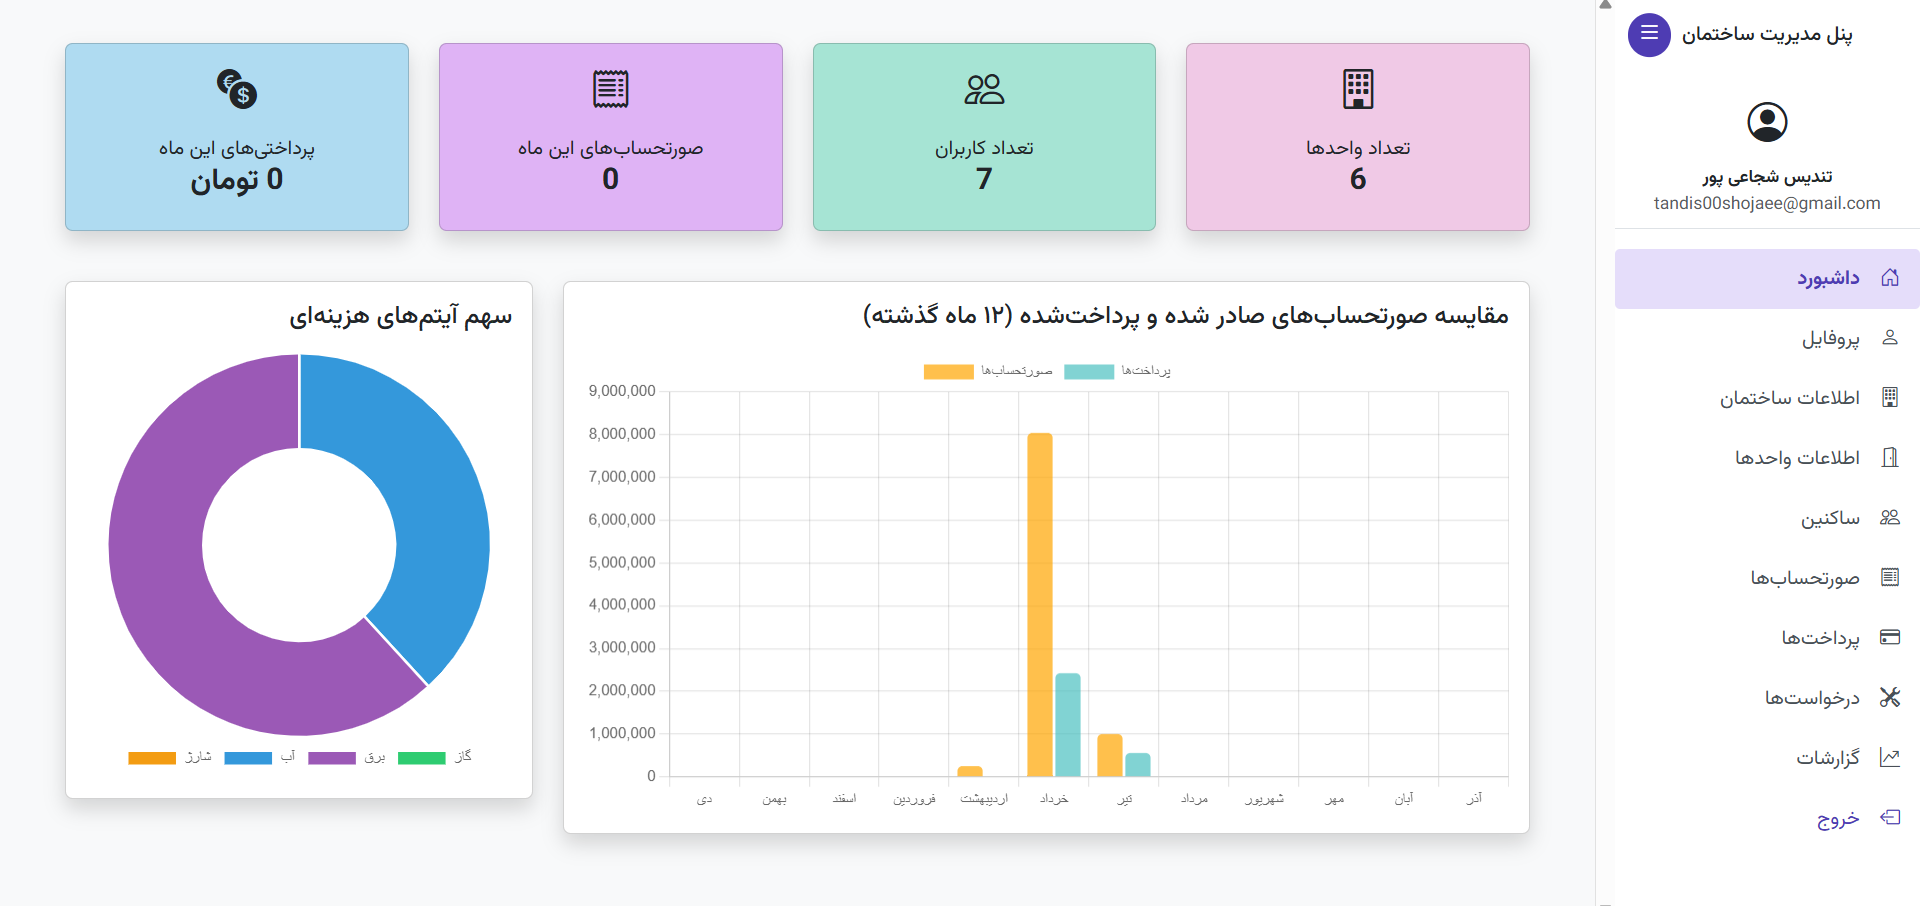 پنل مدیریت ساختمان
تندیس شجاعی پور
tandis00shojaee@gmail.com
داشبورد
پروفایل
اطلاعات ساختمان
اطلاعات واحدها
ساکنین
صورتحساب‌ها
پرداخت‌ها
درخواست‌ها
گزارشات
خروج
تعداد واحدها
6
تعداد کاربران
7
صورتحساب‌های این ماه
0
پرداختی‌های این ماه
0 تومان
مقایسه صورتحساب‌های صادر شده و پرداخت‌شده (۱۲ ماه گذشته)
صورتحساب‌ها پرداخت‌ها
9,000,000
8,000,000
7,000,000
6,000,000
5,000,000
4,000,000
3,000,000
2,000,000
1,000,000
0
دی بهمن اسفند فروردین اردیبهشت خرداد تیر مرداد شهریور مهر آبان آذر
سهم آیتم‌های هزینه‌ای
شارژ آب برق گاز